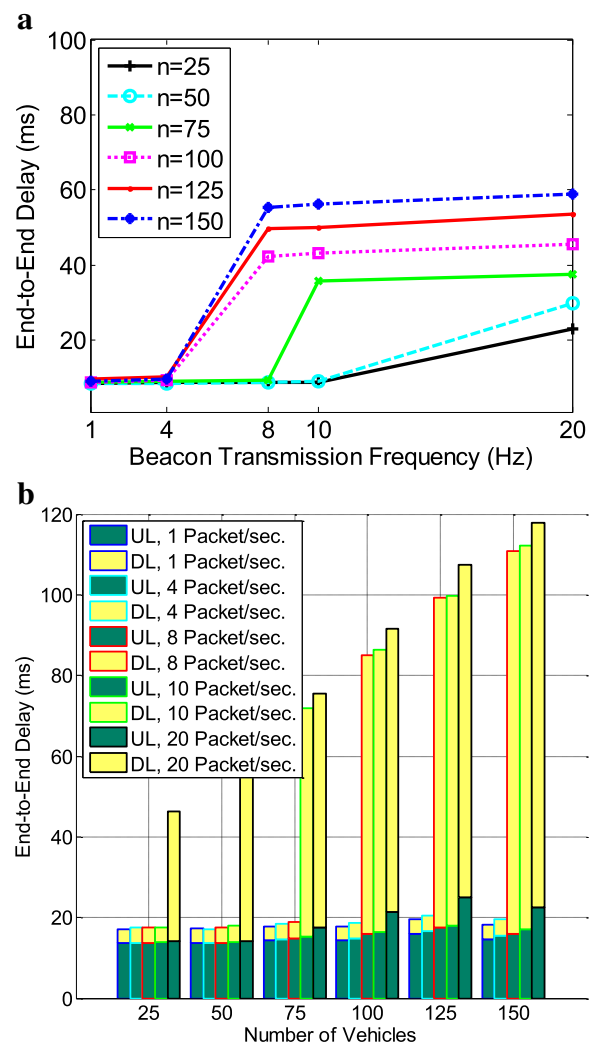 a
100
80
60
40
20
End-to-End Delay (ms)
n=25
n=50
n=75
n=100
n=125
n=150
1 4 8 10 20
Beacon Transmission Frequency (Hz)
b
120
100
80
60
40
20
0
End-to-End Delay (ms)
UL, 1 Packet/sec.
DL, 1 Packet/sec.
UL, 4 Packet/sec.
DL, 4 Packet/sec.
UL, 8 Packet/sec.
DL, 8 Packet/sec.
UL, 10 Packet/sec.
DL, 10 Packet/sec.
UL, 20 Packet/sec.
DL, 20 Packet/sec.
25 50 75 100 125 150
Number of Vehicles